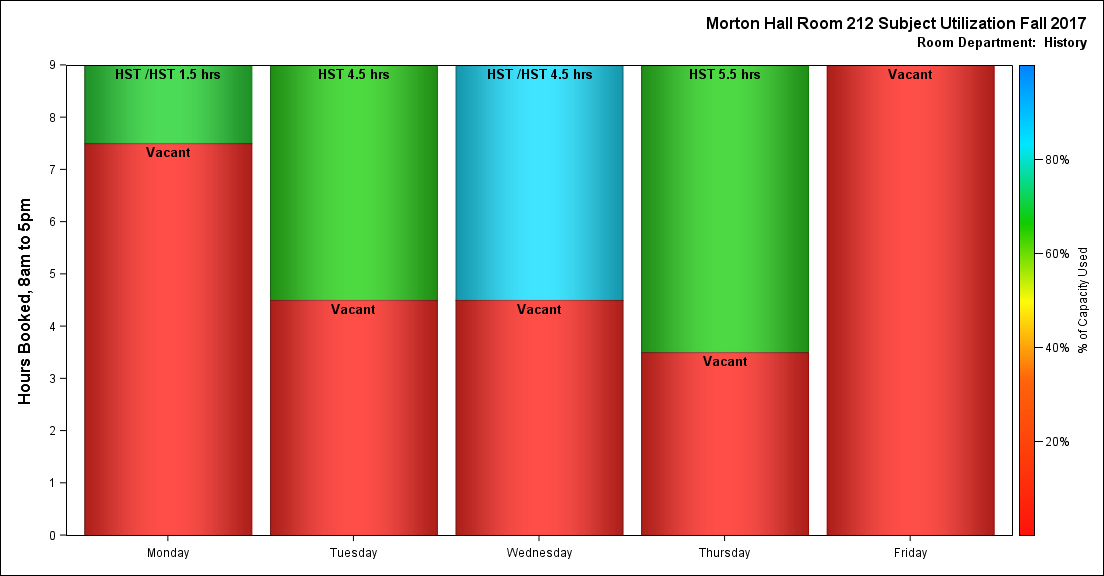 Morton Hall Room 212 Subject Utilization Fall 2017
Room Department:  History
Hours Booked, 8am to 5pm
9
8
7
6
5
4
3
2
1
0
HST /HST 1.5 hrs
Vacant
HST 4.5 hrs
Vacant
HST /HST 4.5 hrs
Vacant
HST 5.5 hrs
Vacant
Vacant
Monday
Tuesday
Wednesday
Thursday
Friday
80%
60%
40%
20%
% of Capacity Used